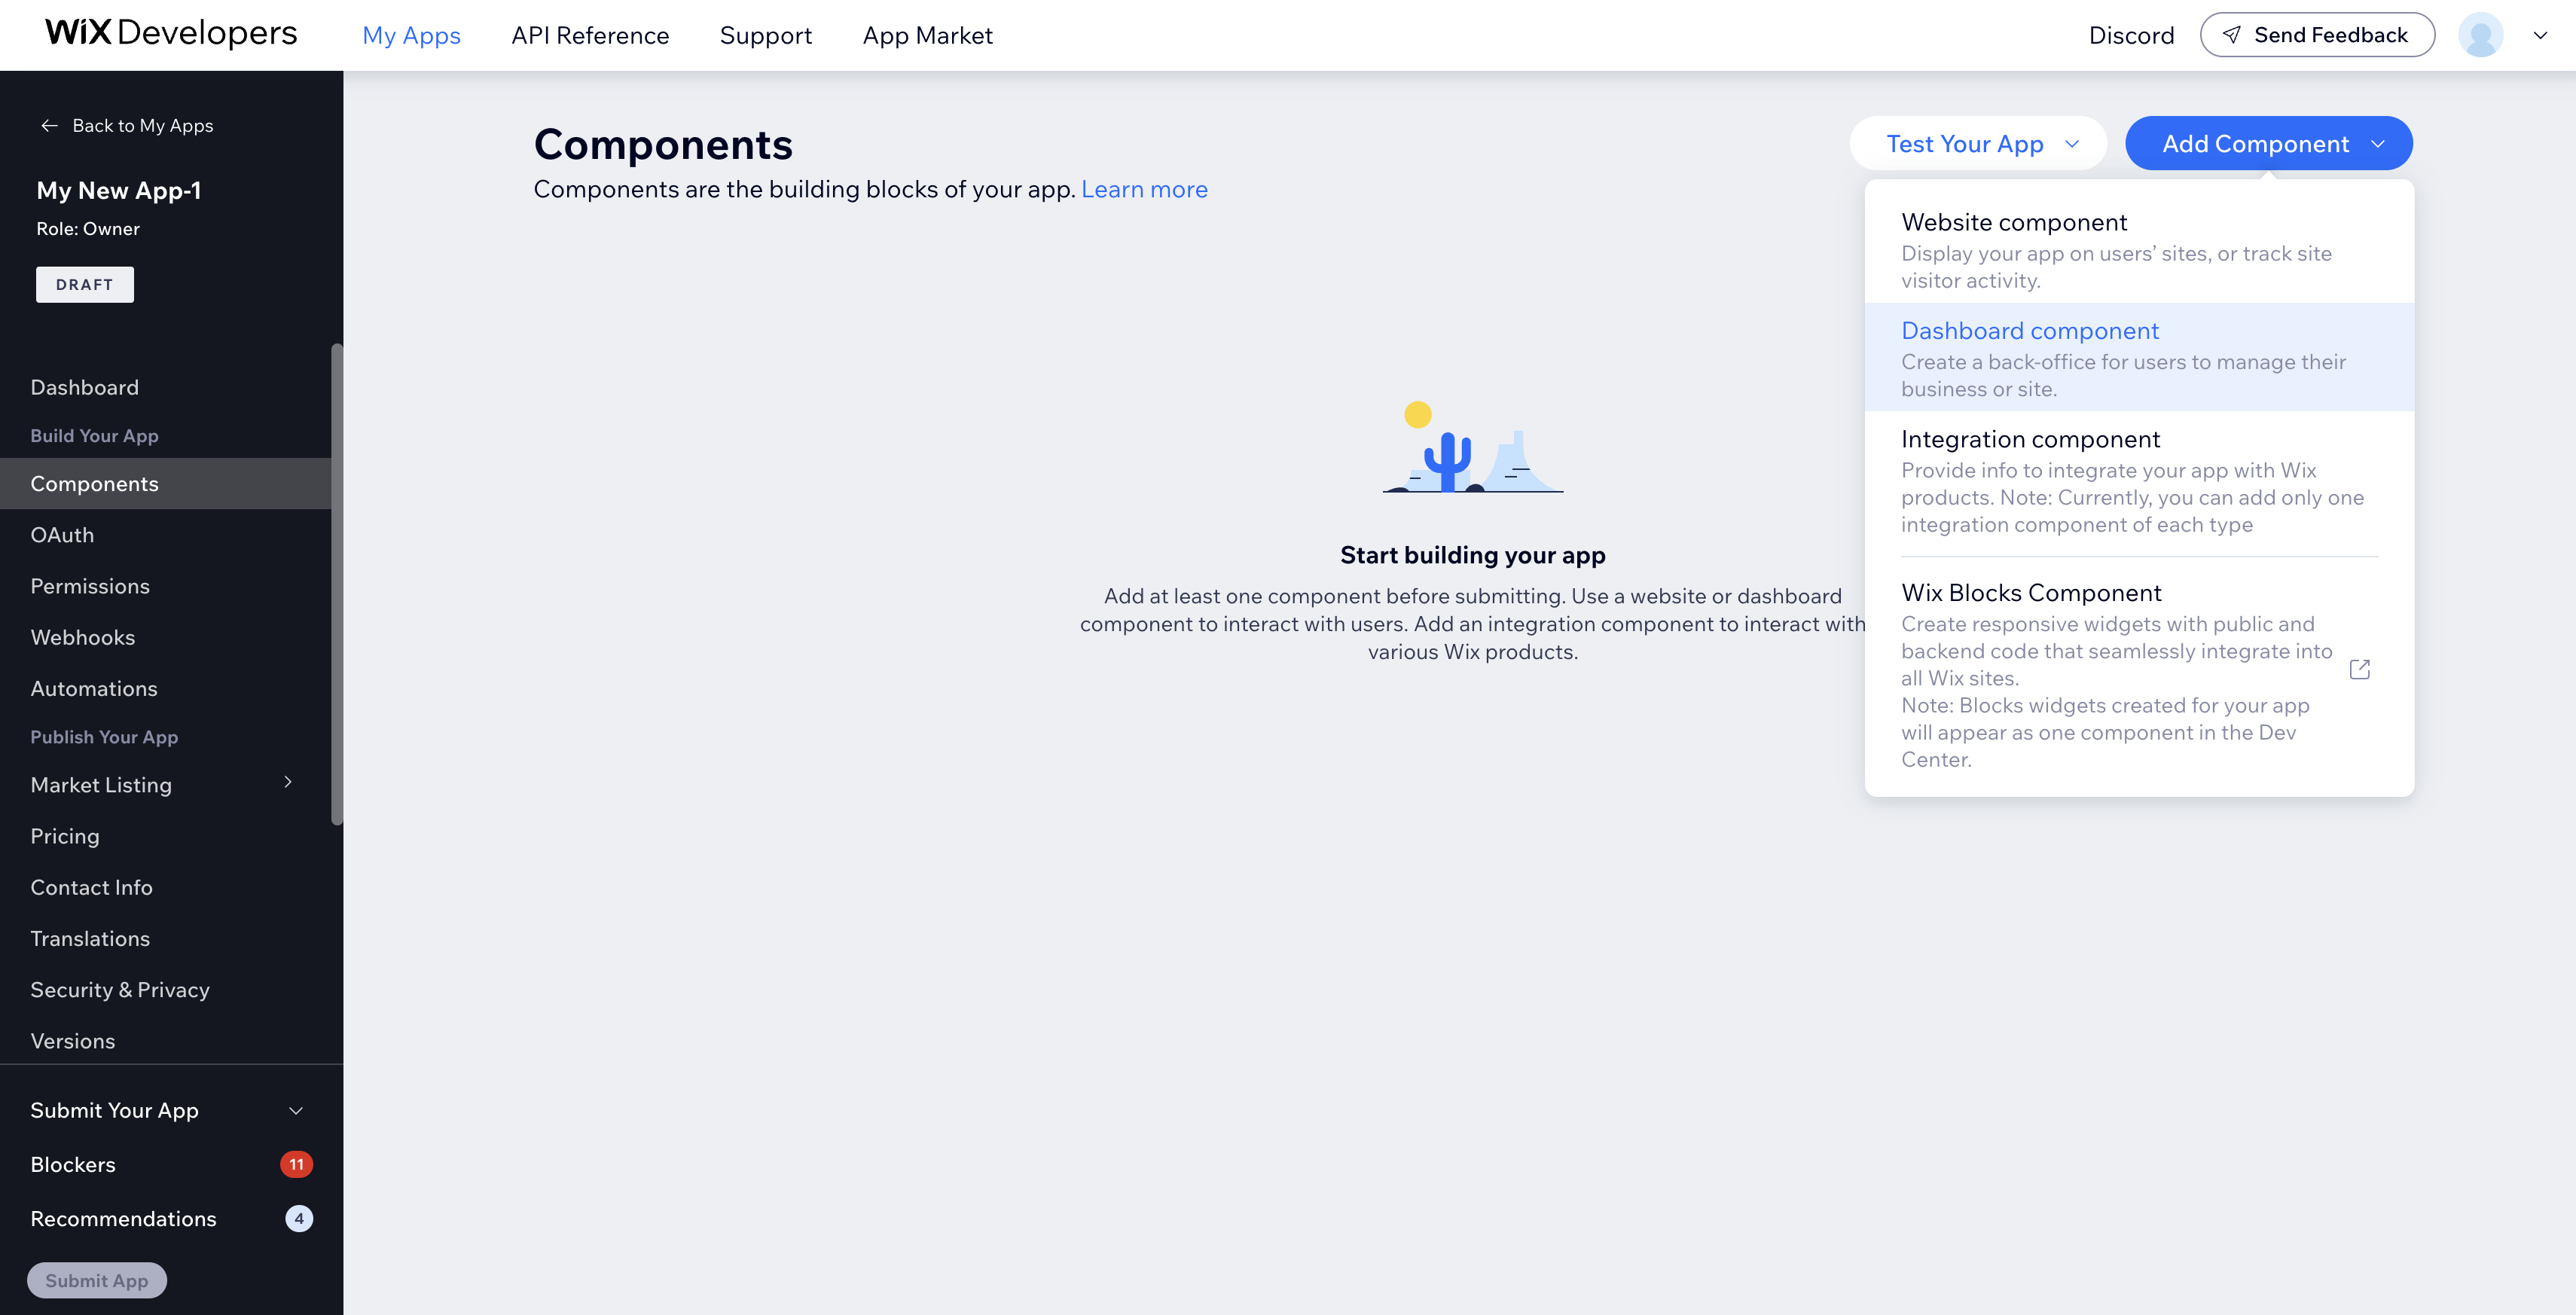 WiX Developers
My Apps
API Reference
Support
App Market
Discord
Send Feedback
Back to My Apps
My New App-1
Role: Owner
DRAFT
Dashboard
Build Your App
Components
OAuth
Permissions
Webhooks
Automations
Publish Your App
Market Listing
Pricing
Contact Info
Translations
Security & Privacy
Versions
Submit Your App
Blockers 11
Recommendations 4
Submit App
Components
Components are the building blocks of your app. Learn more
Test Your App
Add Component
Start building your app
Add at least one component before submitting. Use a website or dashboard
component to interact with users. Add an integration component to interact with
various Wix products.
Website component
Display your app on users’ sites, or track site
visitor activity.
Dashboard component
Create a back-office for users to manage their
business or site.
Integration component
Provide info to integrate your app with Wix
products. Note: Currently, you can add only one
integration component of each type
Wix Blocks Component
Create responsive widgets with public and
backend code that seamlessly integrate into
all Wix sites.
Note: Blocks widgets created for your app
will appear as one component in the Dev
Center.